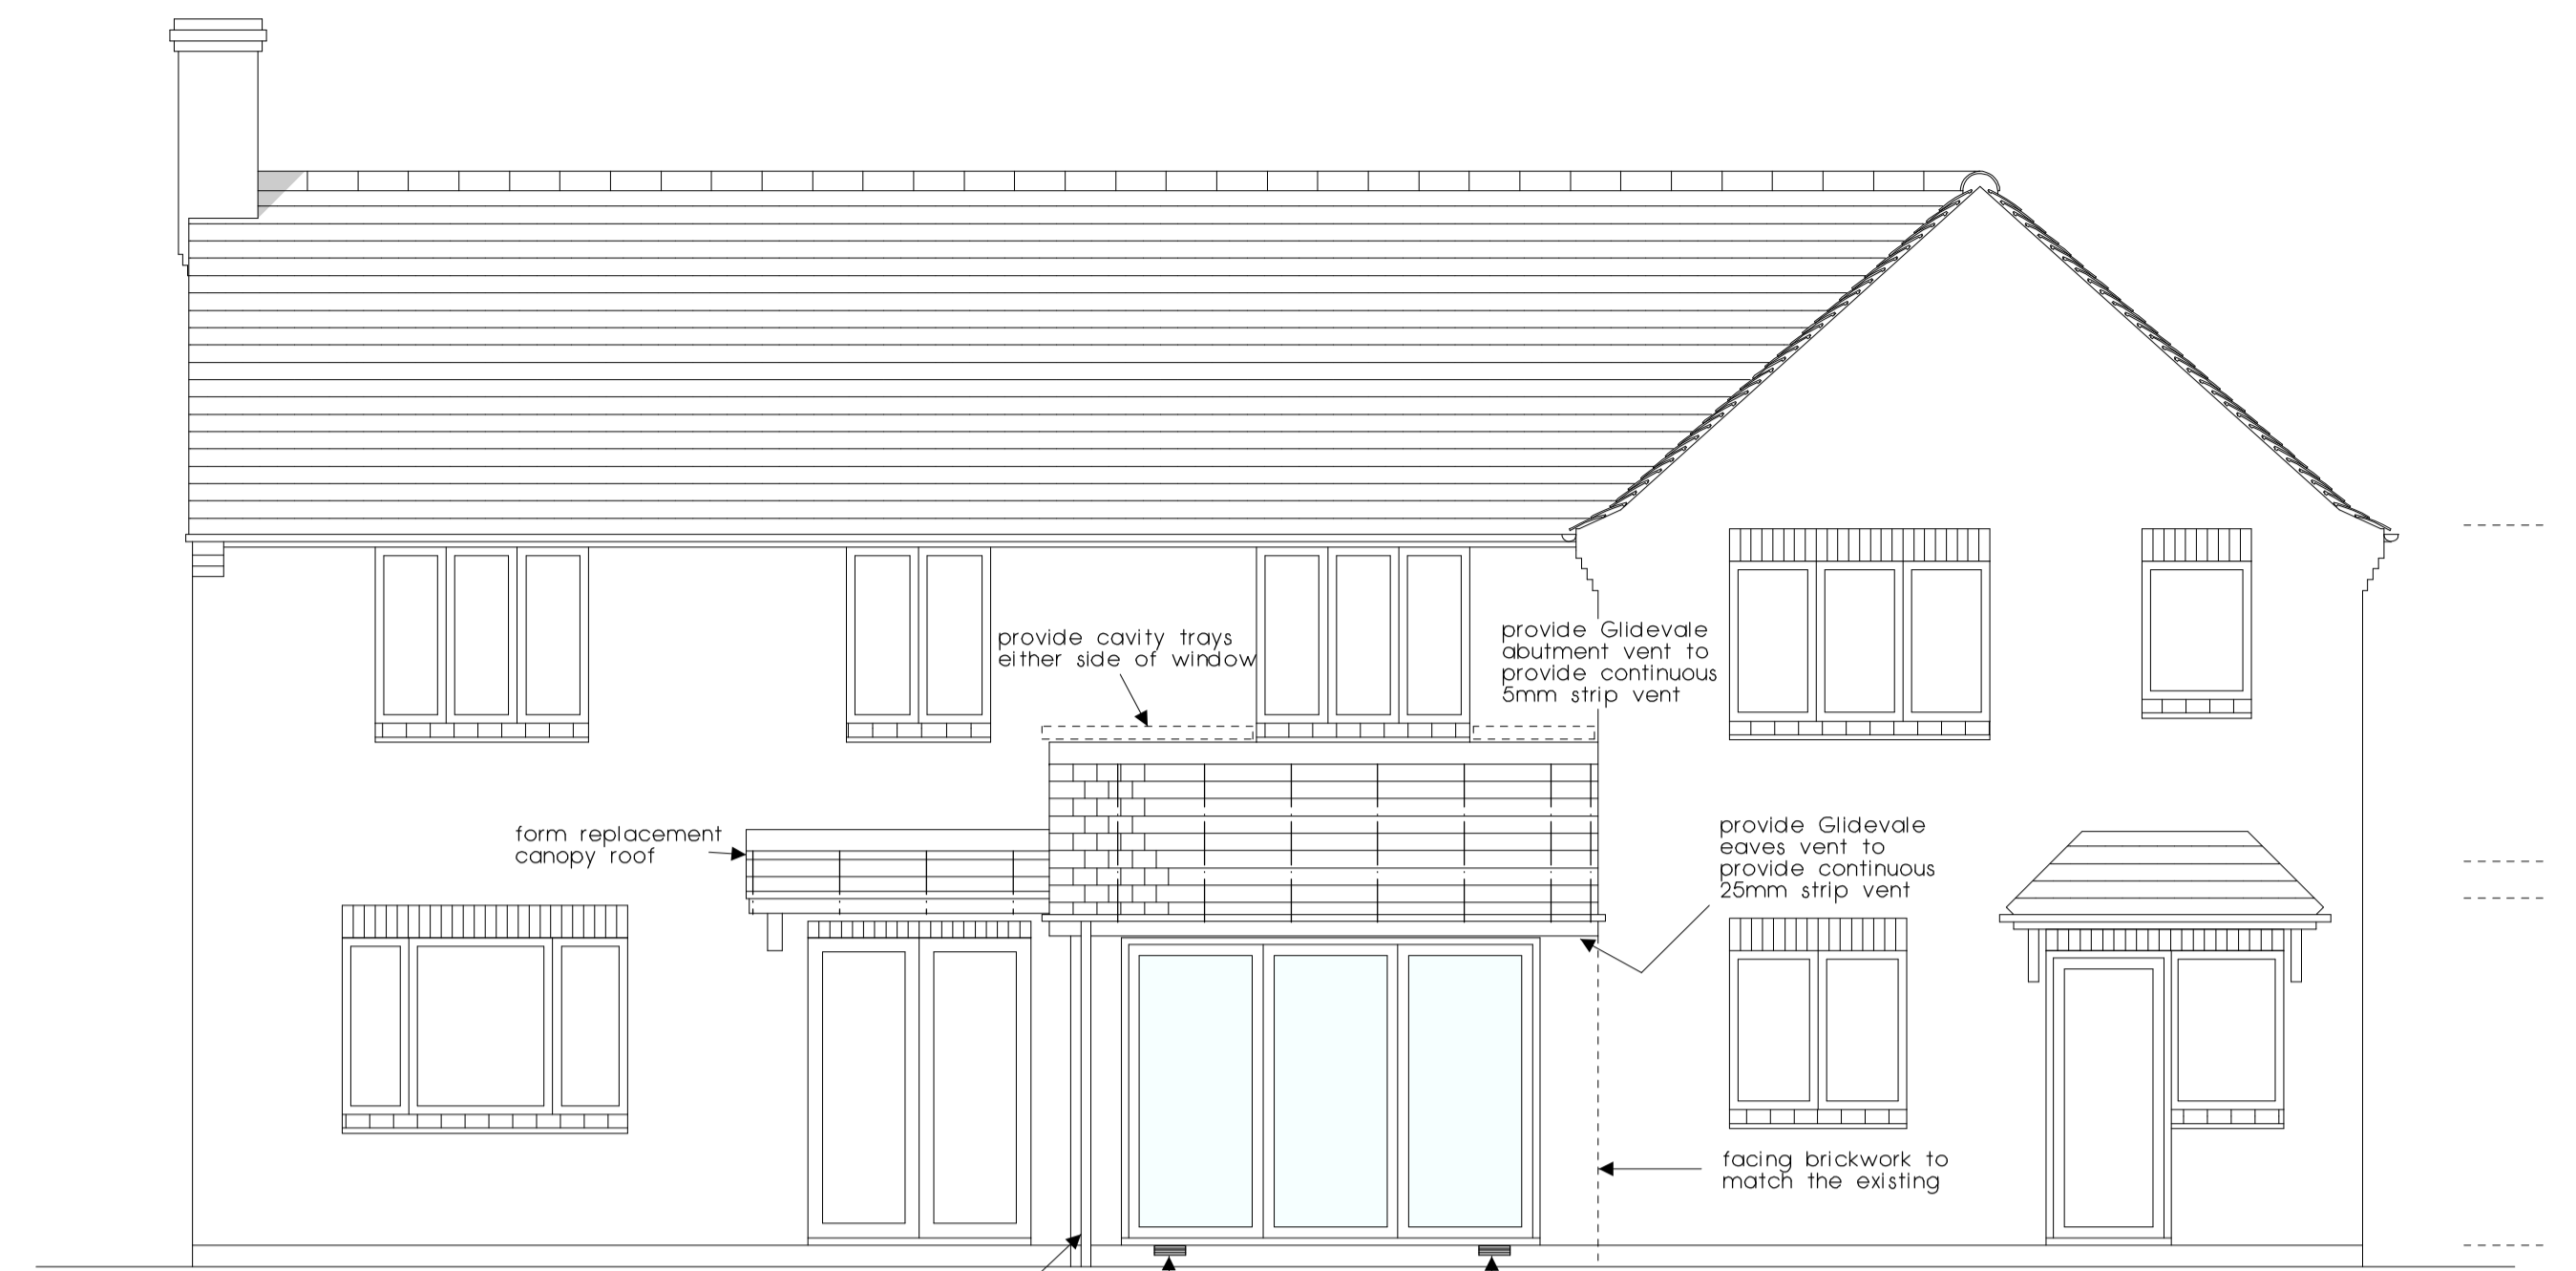 provide cavity trays
either side of window
provide Glidevale
abutment vent to
provide continuous
5mm strip vent
form replacement
canopy roof
provide Glidevale
eaves vent to
provide continuous
25mm strip vent
facing brickwork to
match the existing